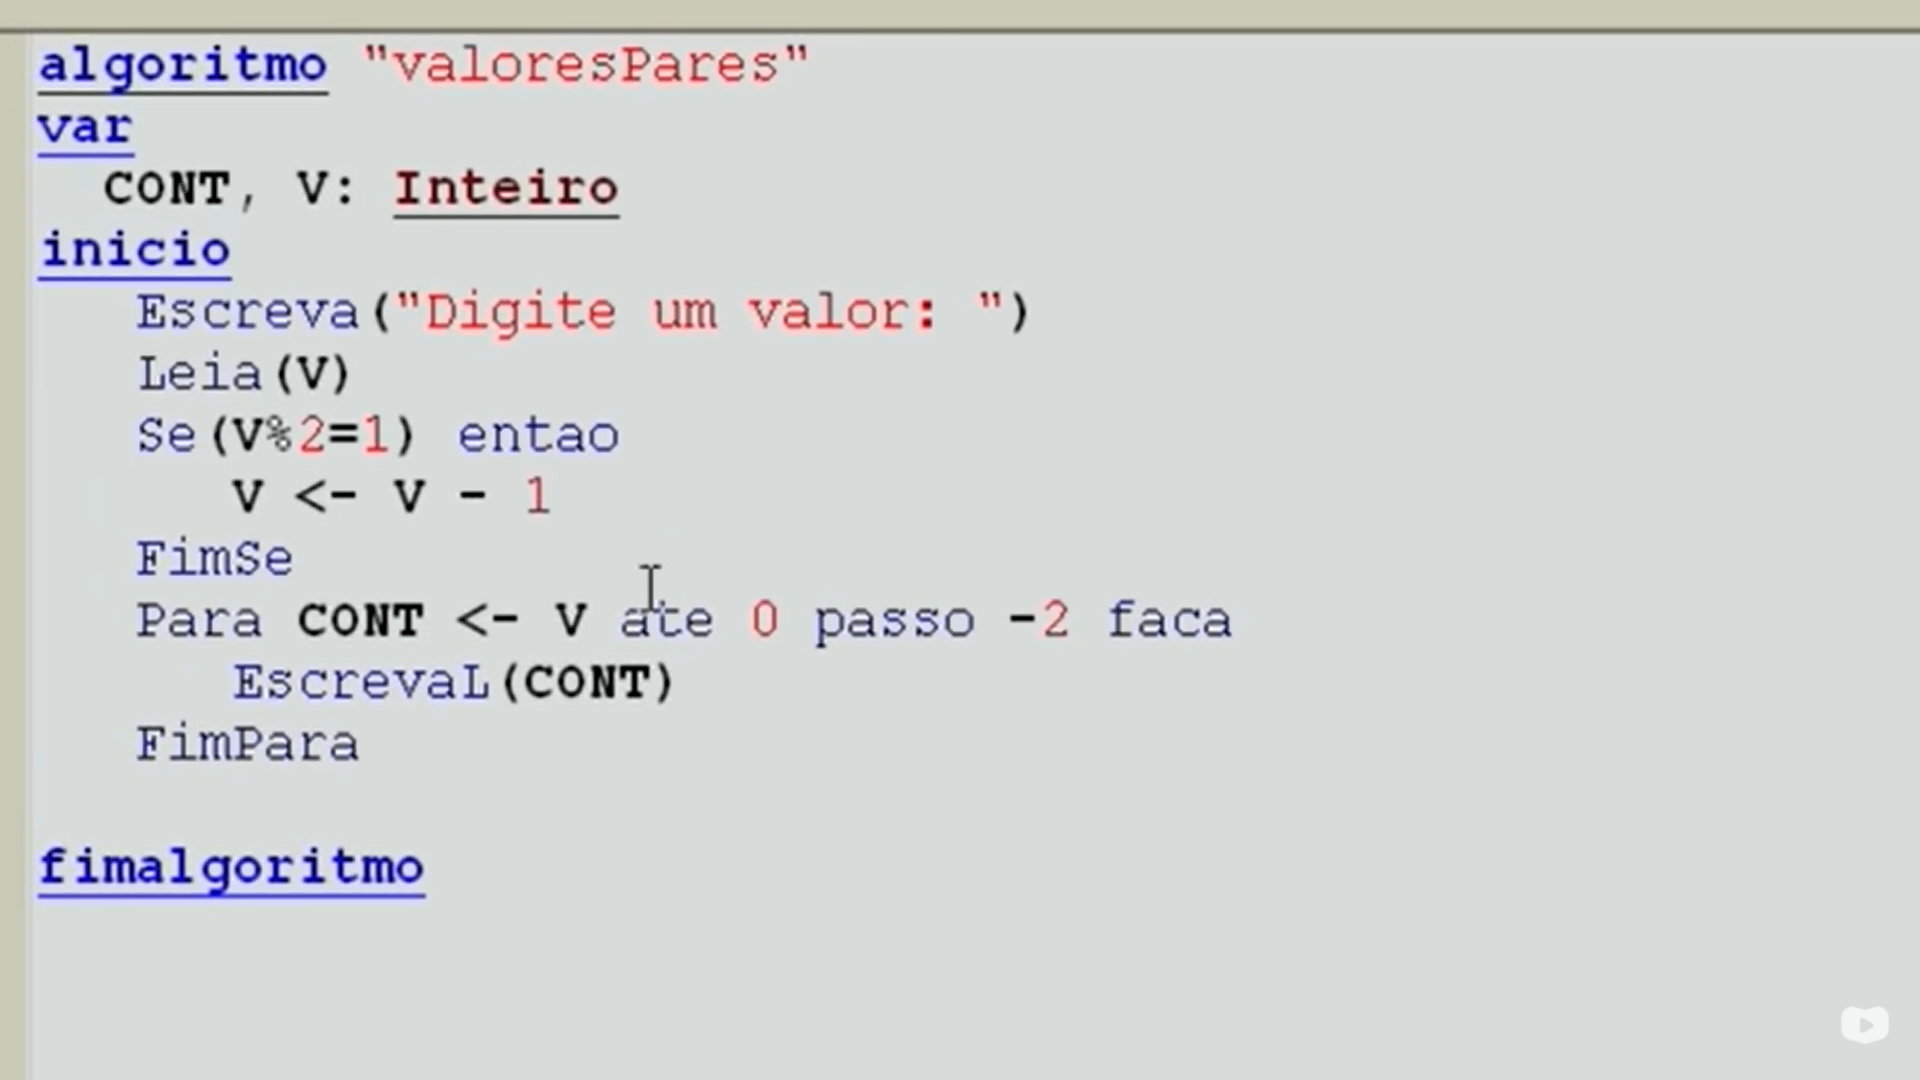 algoritmo "valoresPares"
var
CONT, V: Inteiro
inicio
Escreva("Digite um valor: ")
Leia(V)
Se(V%2=1) entao
V <- V - 1
FimSe
Para CONT <- V ate 0 passo -2 faca
EscrevaL(CONT)
FimPara
fimalgoritmo